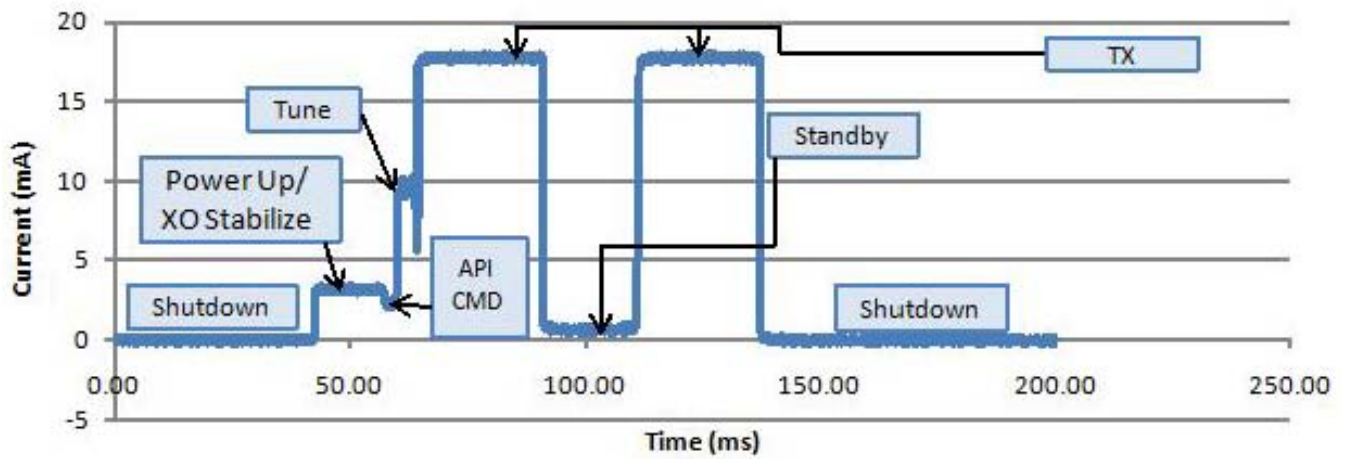 20
15
10
5
0
-5
Current (mA)
TX
Tune
Standby
Power Up/
XO Stabilize
API
CMD
Shutdown
Shutdown
0.00
50.00
100.00
150.00
200.00
250.00
Time (ms)